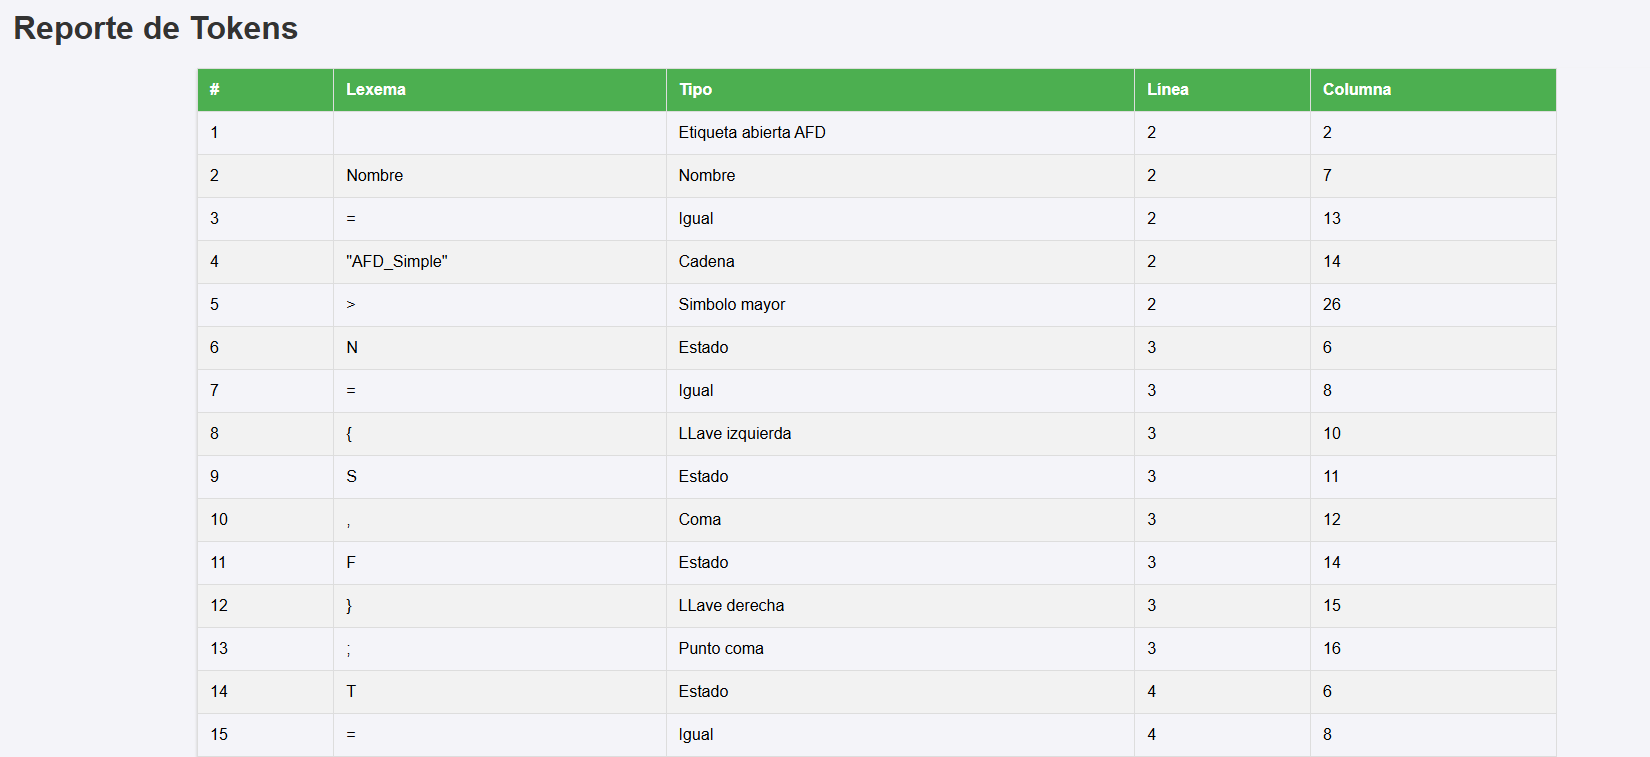 Reporte de Tokens
# Lexema Tipo Línea Columna
1 Etiqueta abierta AFD 2 2
2 Nombre Nombre 2 7
3 = Igual 2 13
4 "AFD_Simple" Cadena 2 14
5 > Simbolo mayor 2 26
6 N Estado 3 6
7 = Igual 3 8
8 { LLave izquierda 3 10
9 S Estado 3 11
10 , Coma 3 12
11 F Estado 3 14
12 } LLave derecha 3 15
13 ; Punto coma 3 16
14 T Estado 4 6
15 = Igual 4 8